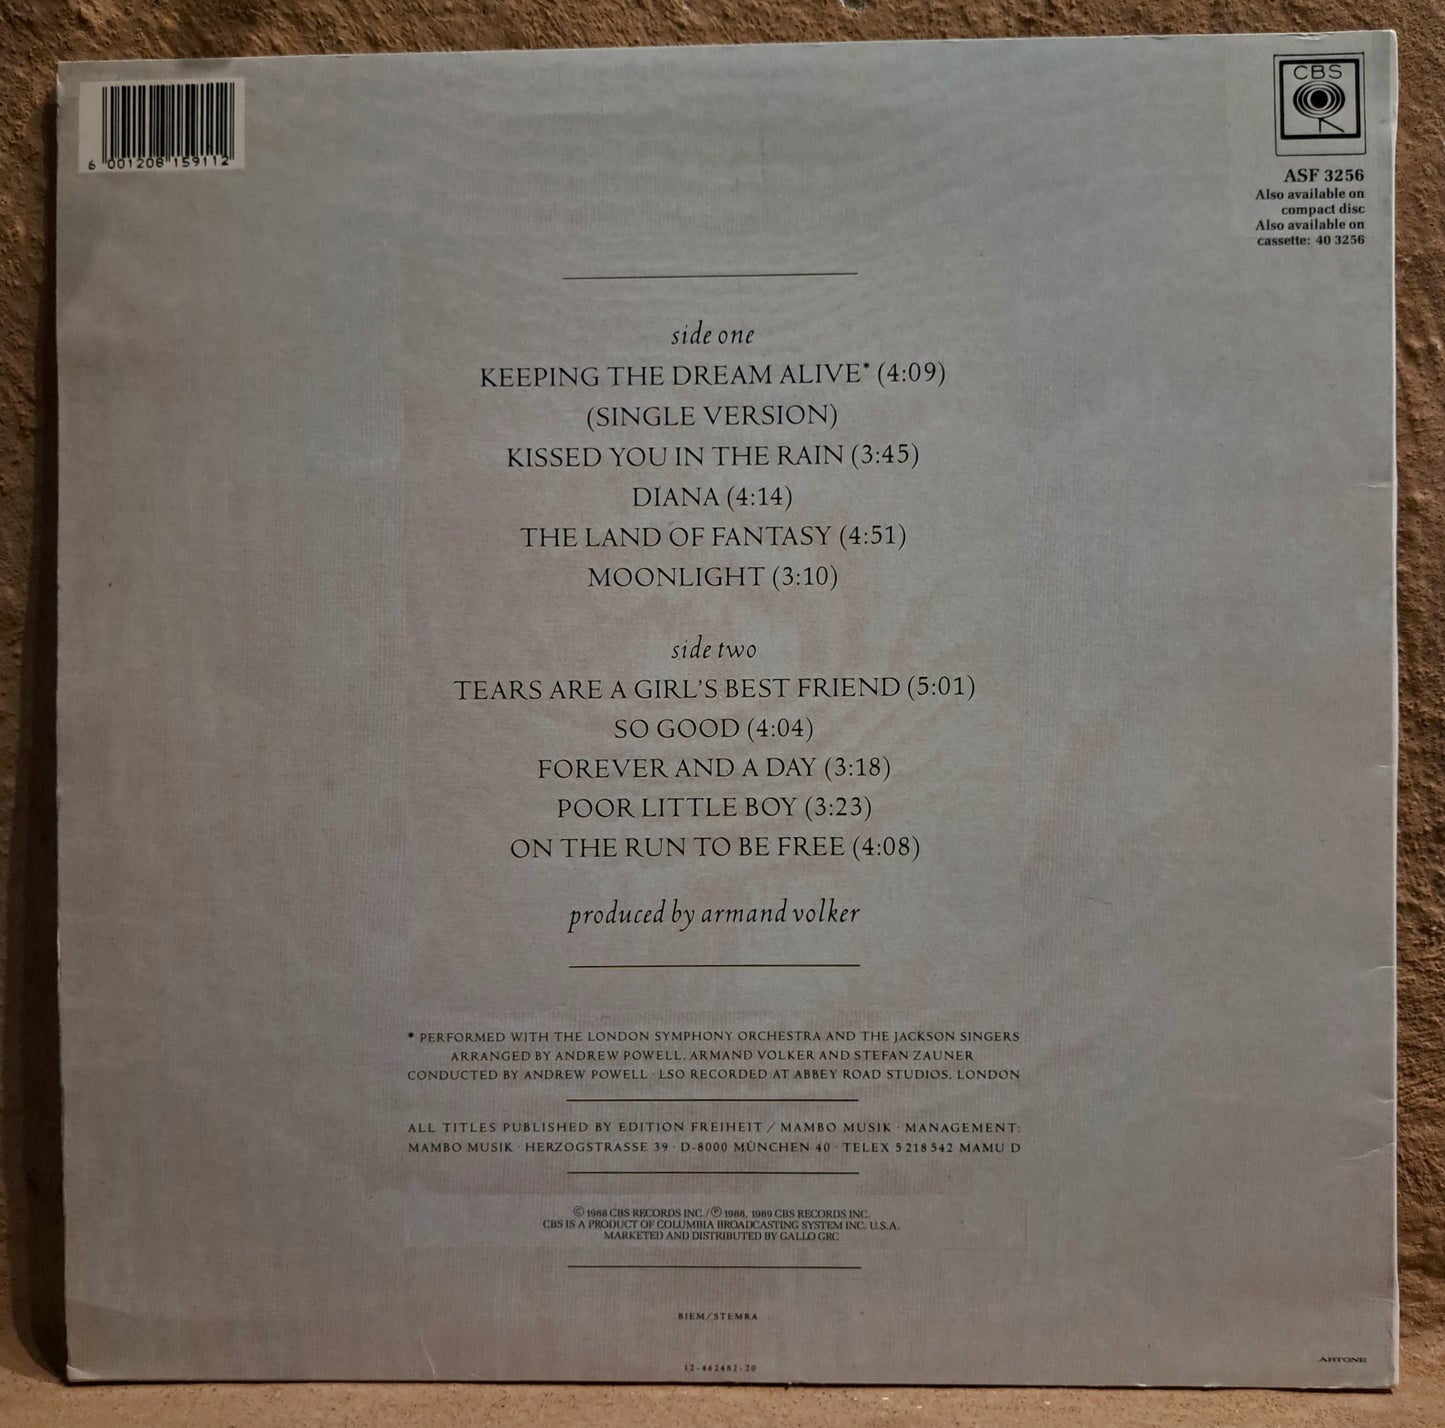 6 001208 159112
CBS
ASF 3256
Also available on
compact disc
Also available on
cassette: 40 3256
side one
KEEPING THE DREAM ALIVE* (4:09)
(SINGLE VERSION)
KISSED YOU IN THE RAIN (3:45)
DIANA (4:14)
THE LAND OF FANTASY (4:51)
MOONLIGHT (3:10)
side two
TEARS ARE A GIRL'S BEST FRIEND (5:01)
SO GOOD (4:04)
FOREVER AND A DAY (3:18)
POOR LITTLE BOY (3:23)
ON THE RUN TO BE FREE (4:08)
produced by armand volker
* PERFORMED WITH THE LONDON SYMPHONY ORCHESTRA AND THE JACKSON SINGERS
ARRANGED BY ANDREW POWELL, ARMAND VOLKER AND STEFAN ZAUNER
CONDUCTED BY ANDREW POWELL · LSO RECORDED AT ABBEY ROAD STUDIOS, LONDON
ALL TITLES PUBLISHED BY EDITION FREIHEIT / MAMBO MUSIK · MANAGEMENT:
MAMBO MUSIK · HERZOGSTRASSE 39 · D-8000 MÜNCHEN 40 · TELEX 5 218 542 MAMU D
© 1988 CBS RECORDS INC./℗ 1988, 1989 CBS RECORDS INC.
CBS IS A PRODUCT OF COLUMBIA BROADCASTING SYSTEM INC. U.S.A.
MARKETED AND DISTRIBUTED BY GALLO GRC
BIEM/STEMRA
12-462482-20
ARTONE